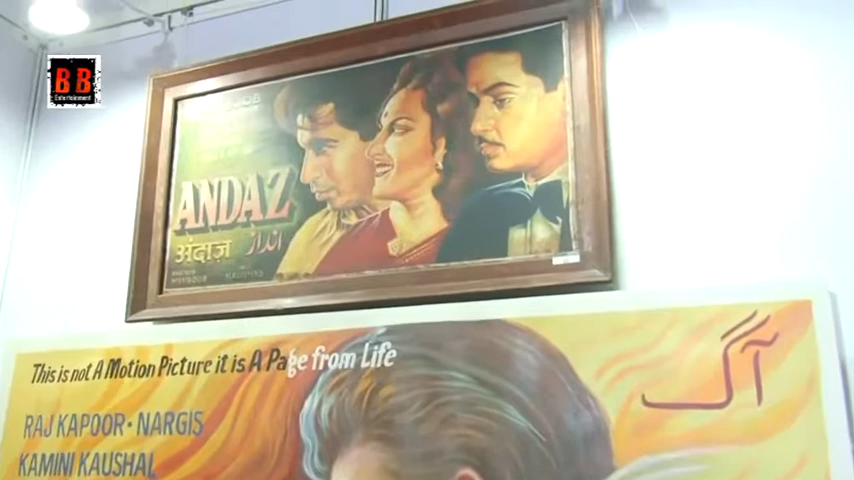 BB
Entertainment
ANDAZ
अंदाज़ انداز
This is not A Motion Picture it is A Page from Life
آگ
RAJ KAPOOR · NARGIS
KAMINI KAUSHAL